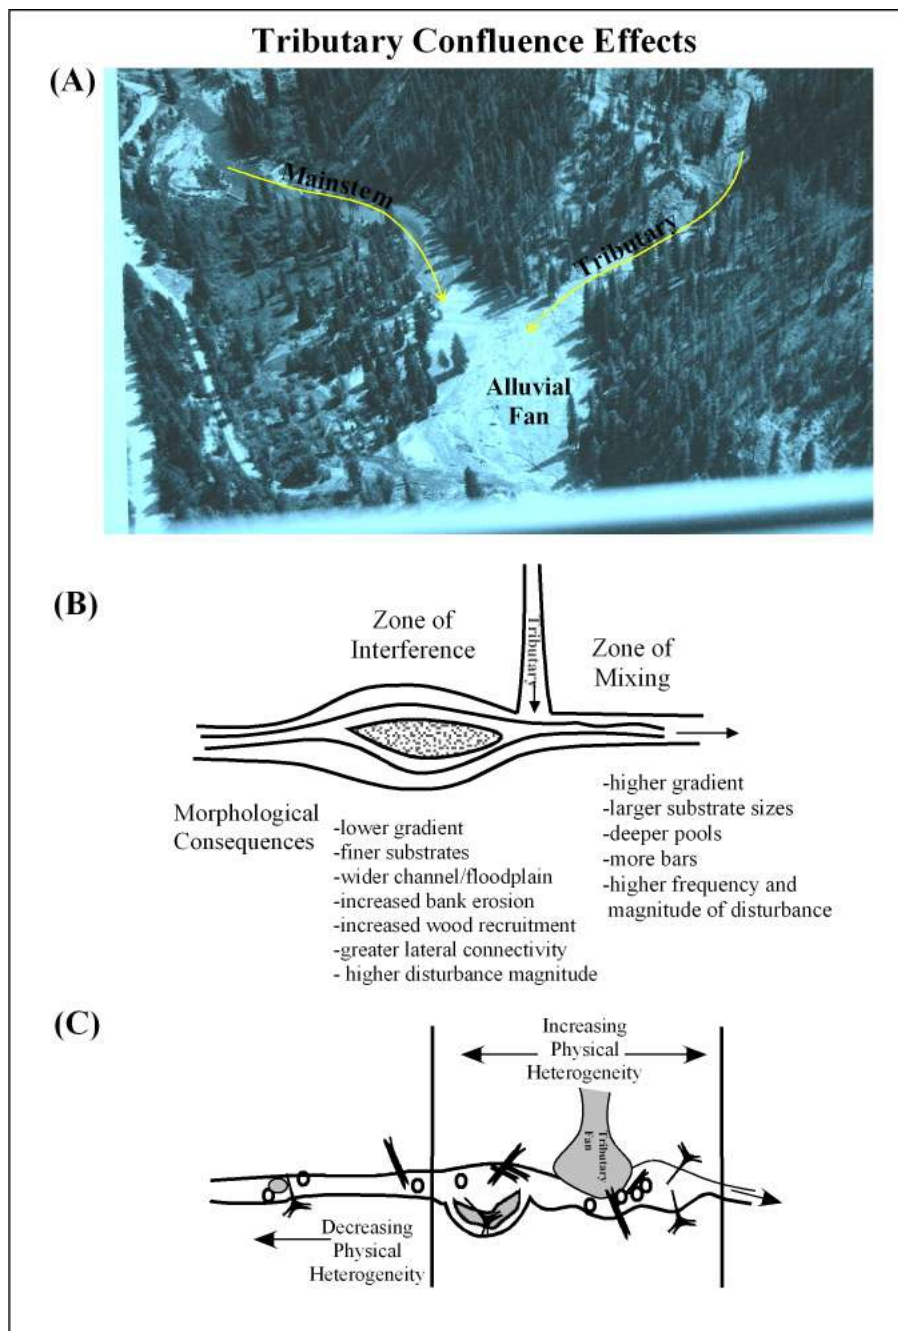 Tributary Confluence Effects
(A)
Mainstem
Tributary
Alluvial
Fan
(B)
Zone of
Interference
Tributary
Zone of
Mixing
Morphological
Consequences
-lower gradient
-finer substrates
-wider channel/floodplain
-increased bank erosion
-increased wood recruitment
-greater lateral connectivity
- higher disturbance magnitude
-higher gradient
-larger substrate sizes
-deeper pools
-more bars
-higher frequency and
magnitude of disturbance
(C)
Increasing
Physical
Heterogeneity
Tributary
Fan
Decreasing
Physical
Heterogeneity